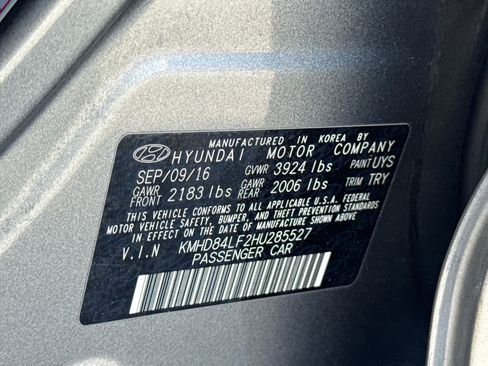 MANUFACTURED IN KOREA BY
HYUNDAI MOTOR COMPANY
SEP/09/16 GVWR 3924 lbs PAINT UYS
GAWR FRONT 2183 lbs GAWR REAR 2006 lbs TRIM TRY
THIS VEHICLE CONFORMS TO ALL APPLICABLE U.S.A. FEDERAL
MOTOR VEHICLE SAFETY, BUMPER, AND THEFT PREVENTION
STANDARDS IN EFFECT ON THE DATE OF MANUFACTURE SHOWN ABOVE.
V.I.N KMHD84LF2HU285527
PASSENGER CAR